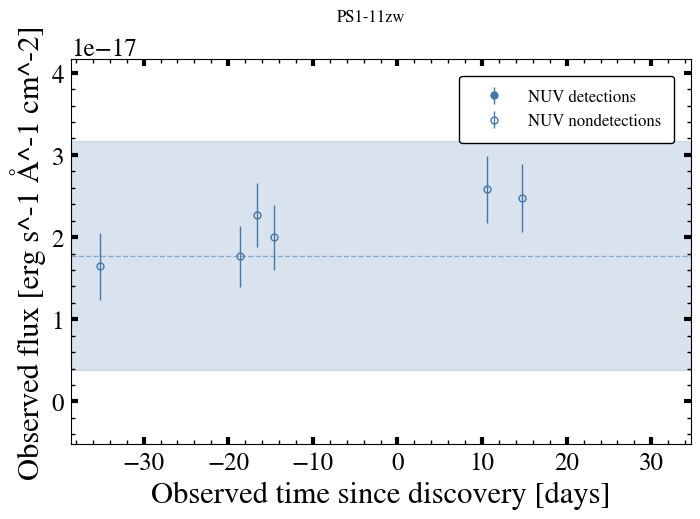 PS1-11zw
1e−17
Observed flux [erg s^-1 Å^-1 cm^-2]
4
3
2
1
0
NUV detections
NUV nondetections
−30 −20 −10 0 10 20 30
Observed time since discovery [days]